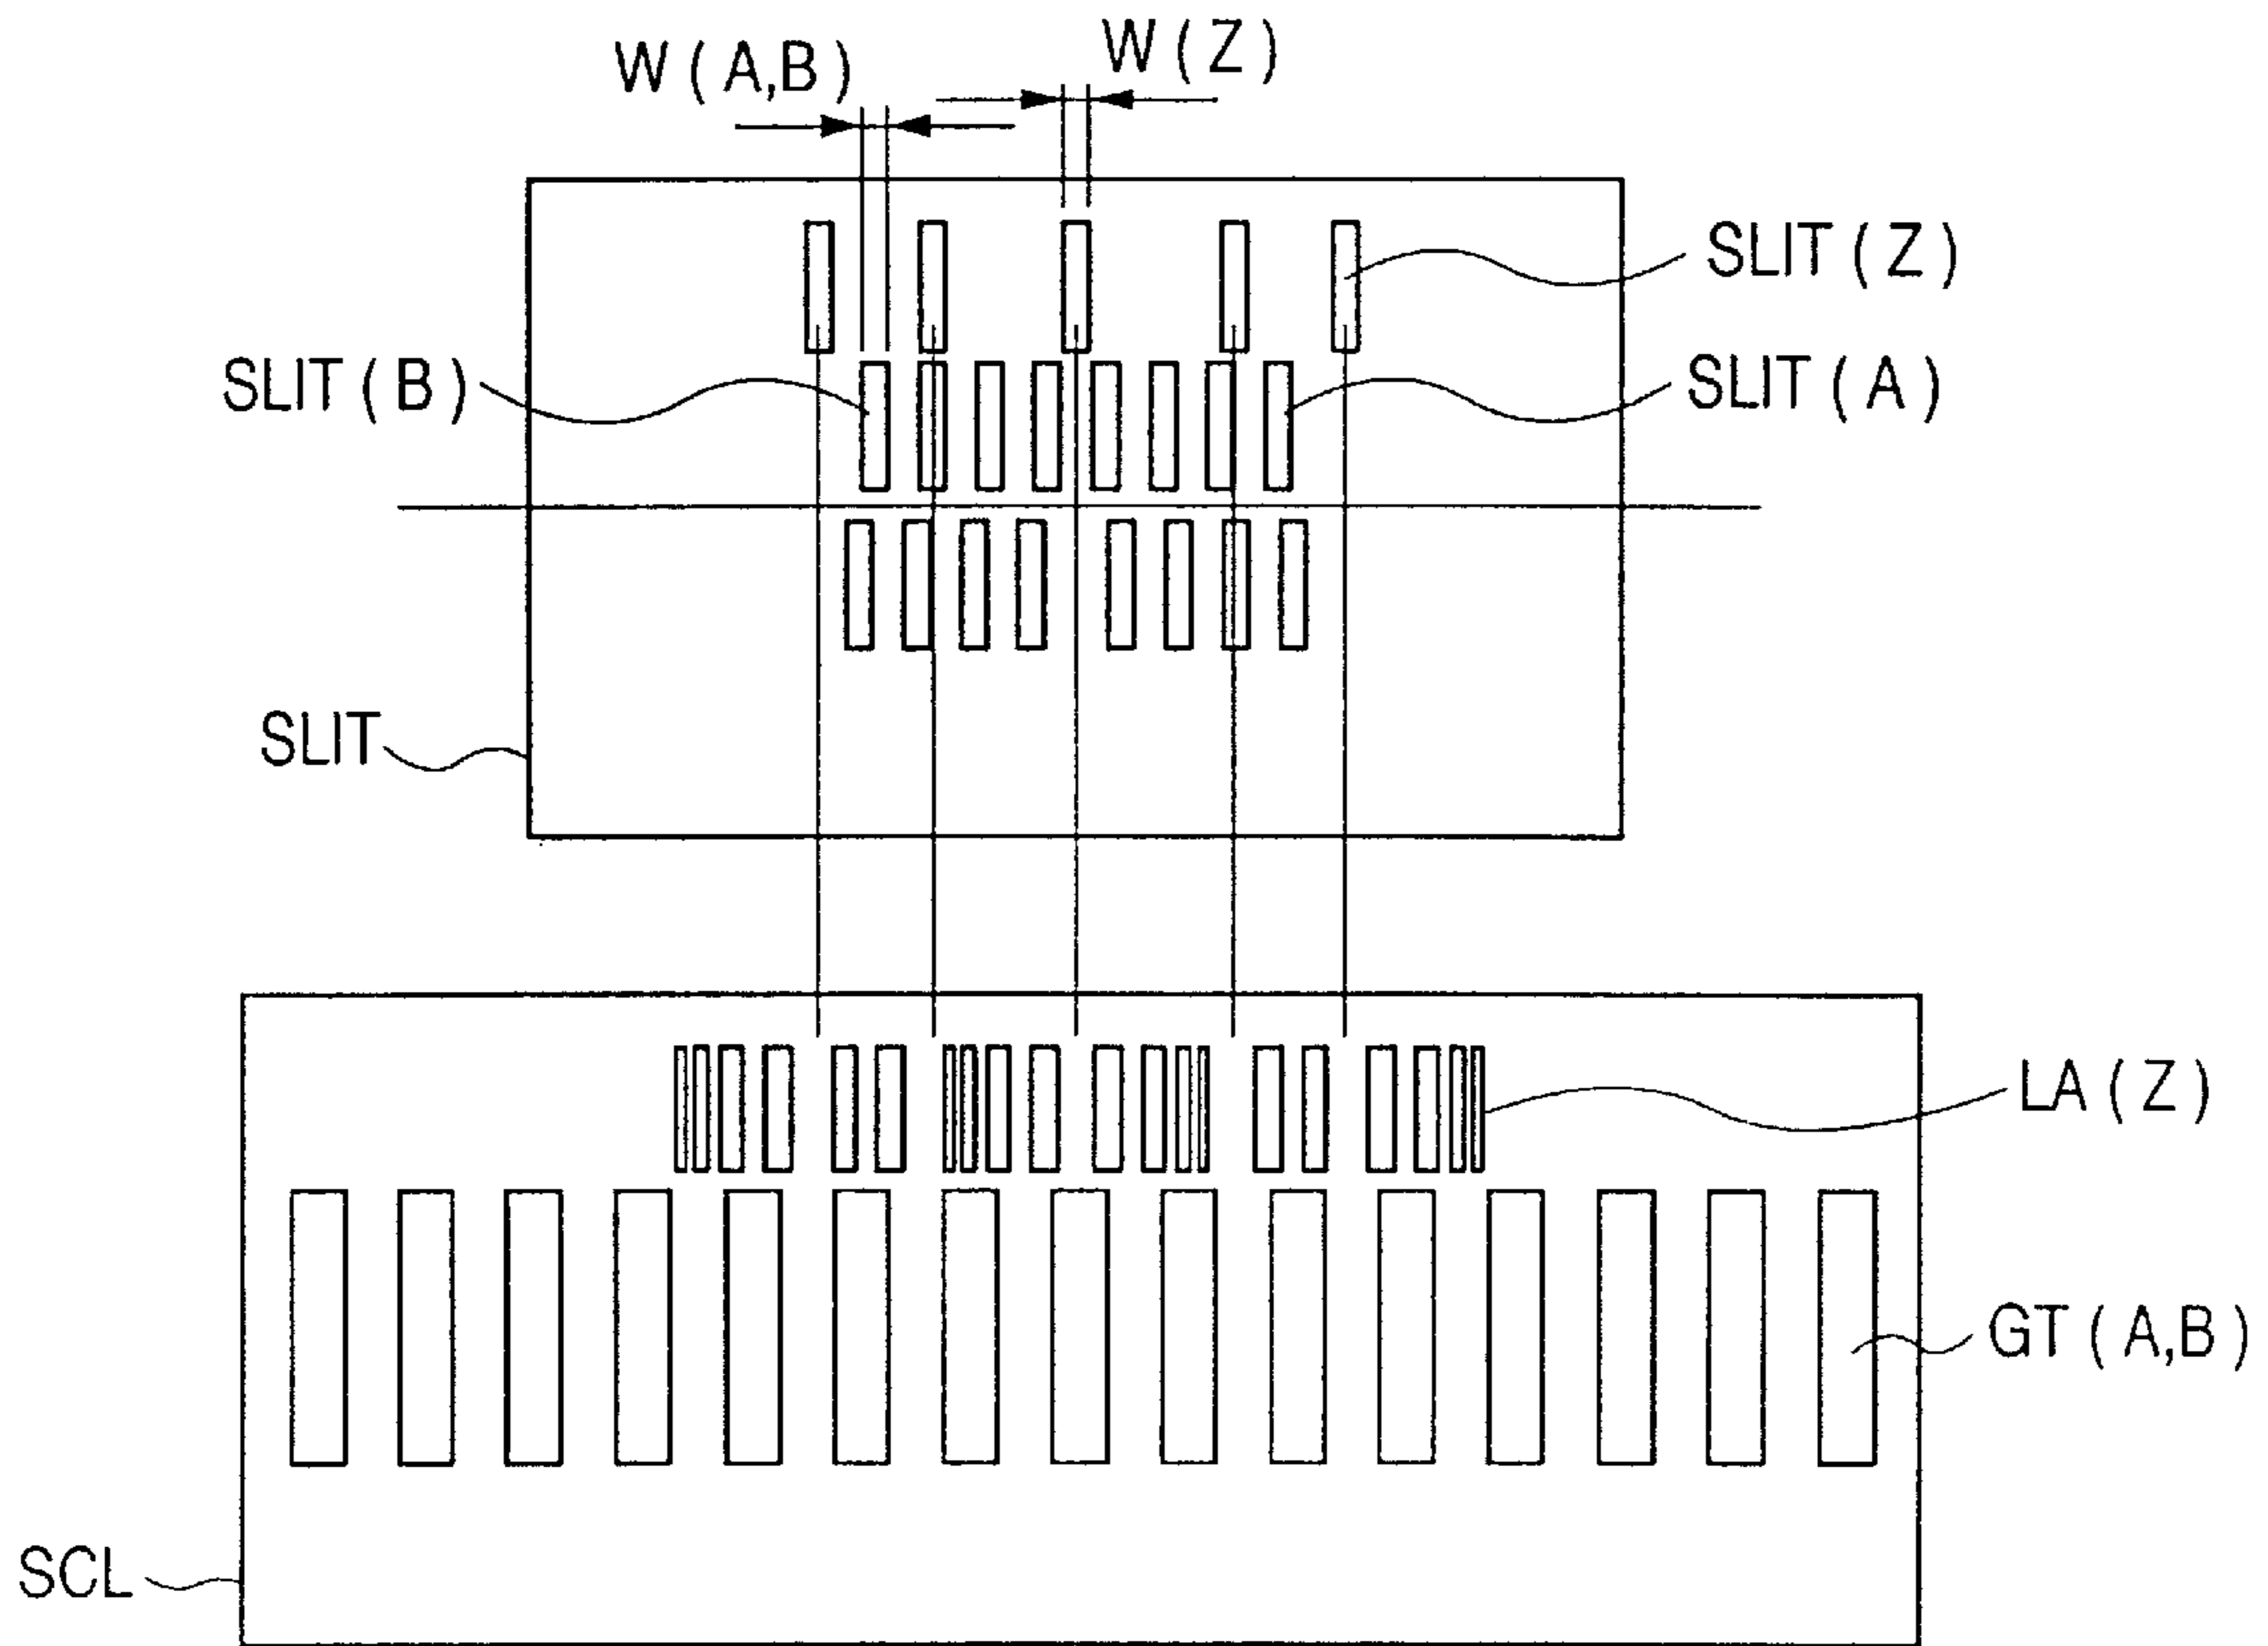 W(A,B)
W(Z)
SLIT(Z)
SLIT(B)
SLIT(A)
SLIT
LA(Z)
GT(A,B)
SCL